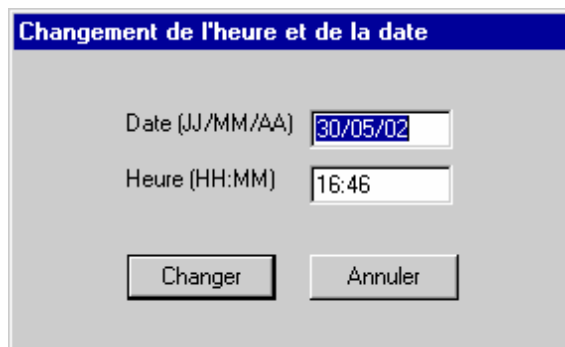 Changement de l'heure et de la date
Date (JJ/MM/AA) 30/05/02
Heure (HH:MM) 16:46
Changer Annuler